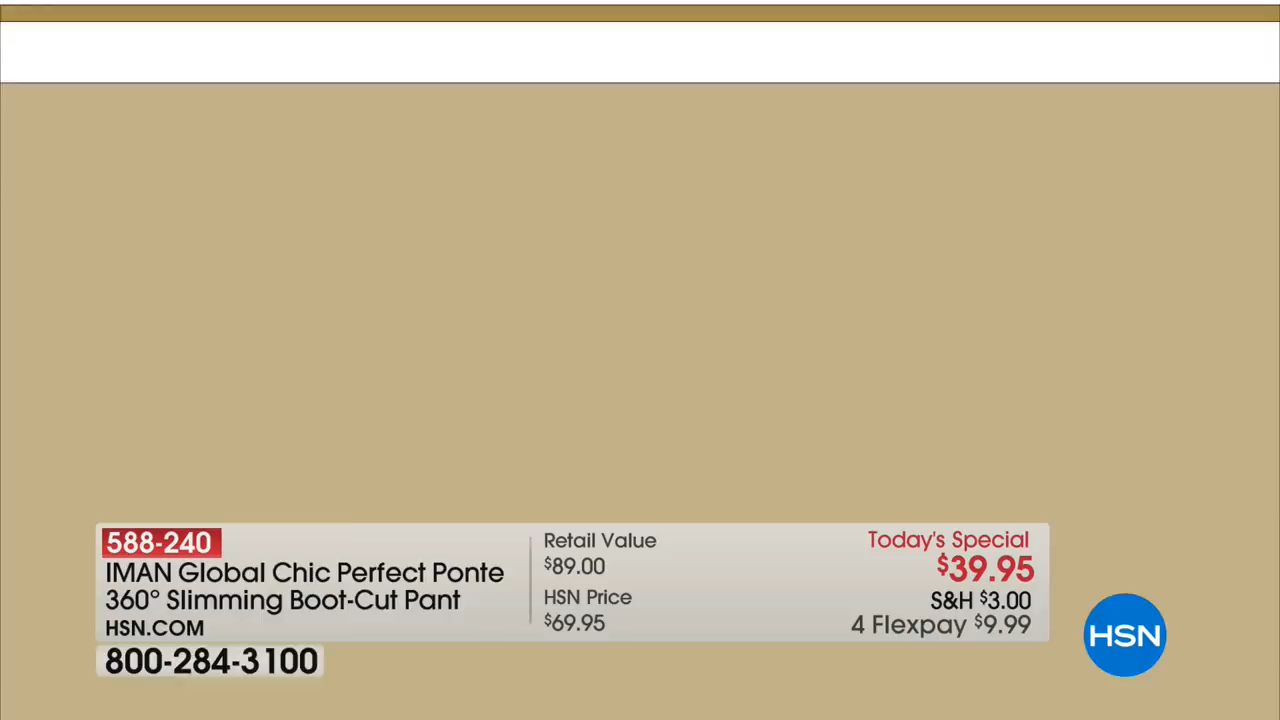 588-240
IMAN Global Chic Perfect Ponte
360° Slimming Boot-Cut Pant
HSN.COM
800-284-3100
Retail Value
$89.00
HSN Price
$69.95
Today's Special
$39.95
S&H $3.00
4 Flexpay $9.99
HSN